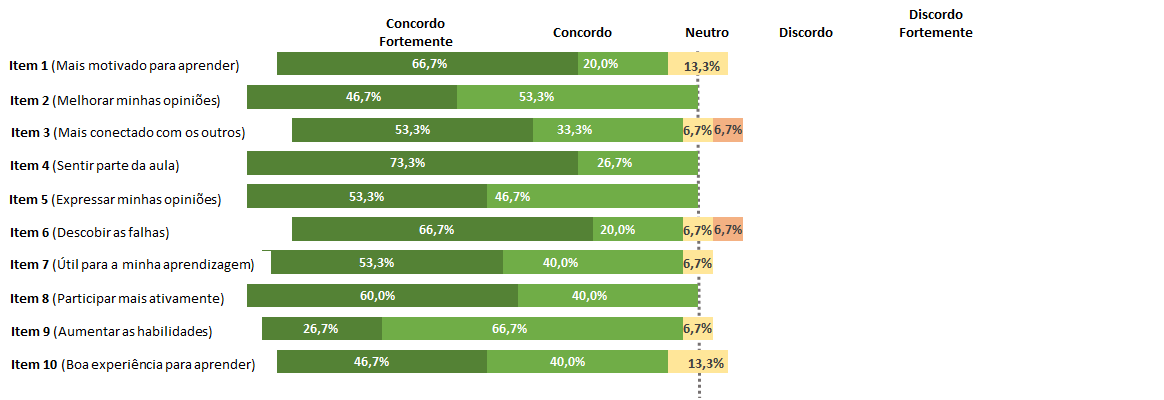 Concordo Fortemente Concordo Neutro Discordo Discordo Fortemente
Item 1 (Mais motivado para aprender) 66,7% 20,0% 13,3%
Item 2 (Melhorar minhas opiniões) 46,7% 53,3%
Item 3 (Mais conectado com os outros) 53,3% 33,3% 6,7% 6,7%
Item 4 (Sentir parte da aula) 73,3% 26,7%
Item 5 (Expressar minhas opiniões) 53,3% 46,7%
Item 6 (Descobir as falhas) 66,7% 20,0% 6,7% 6,7%
Item 7 (Útil para a minha aprendizagem) 53,3% 40,0% 6,7%
Item 8 (Participar mais ativamente) 60,0% 40,0%
Item 9 (Aumentar as habilidades) 26,7% 66,7% 6,7%
Item 10 (Boa experiência para aprender) 46,7% 40,0% 13,3%